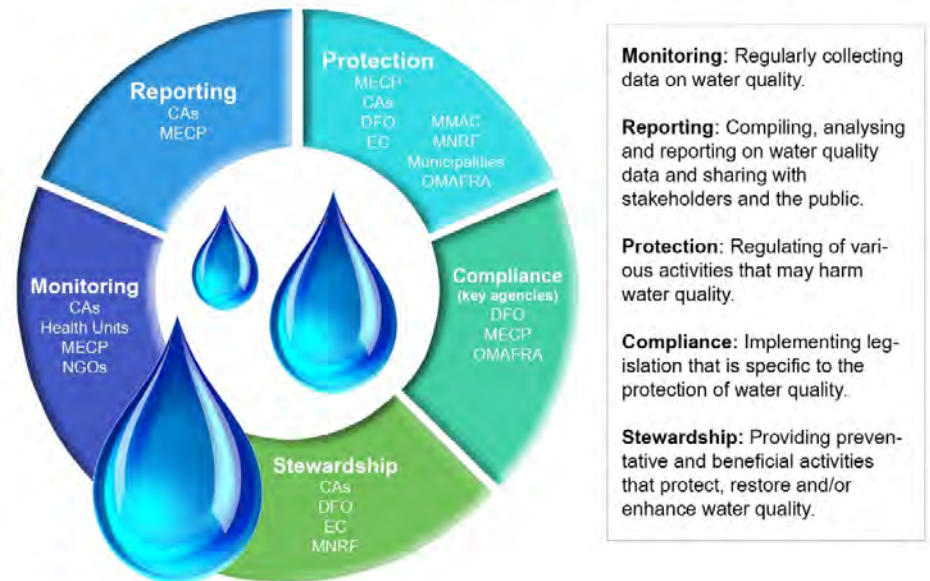 Reporting
CAs
MECP
Protection
MECP
CAs
DFO
EC
MMAC
MNRF
Municipalities
OMAFRA
Compliance
(key agencies)
DFO
MECP
OMAFRA
Stewardship
CAs
DFO
EC
MNRF
Monitoring
CAs
Health Units
MECP
NGOs
Monitoring: Regularly collecting
data on water quality.
Reporting: Compiling, analysing
and reporting on water quality
data and sharing with
stakeholders and the public.
Protection: Regulating of vari-
ous activities that may harm
water quality.
Compliance: Implementing leg-
islation that is specific to the
protection of water quality.
Stewardship: Providing preven-
tative and beneficial activities
that protect, restore and/or
enhance water quality.